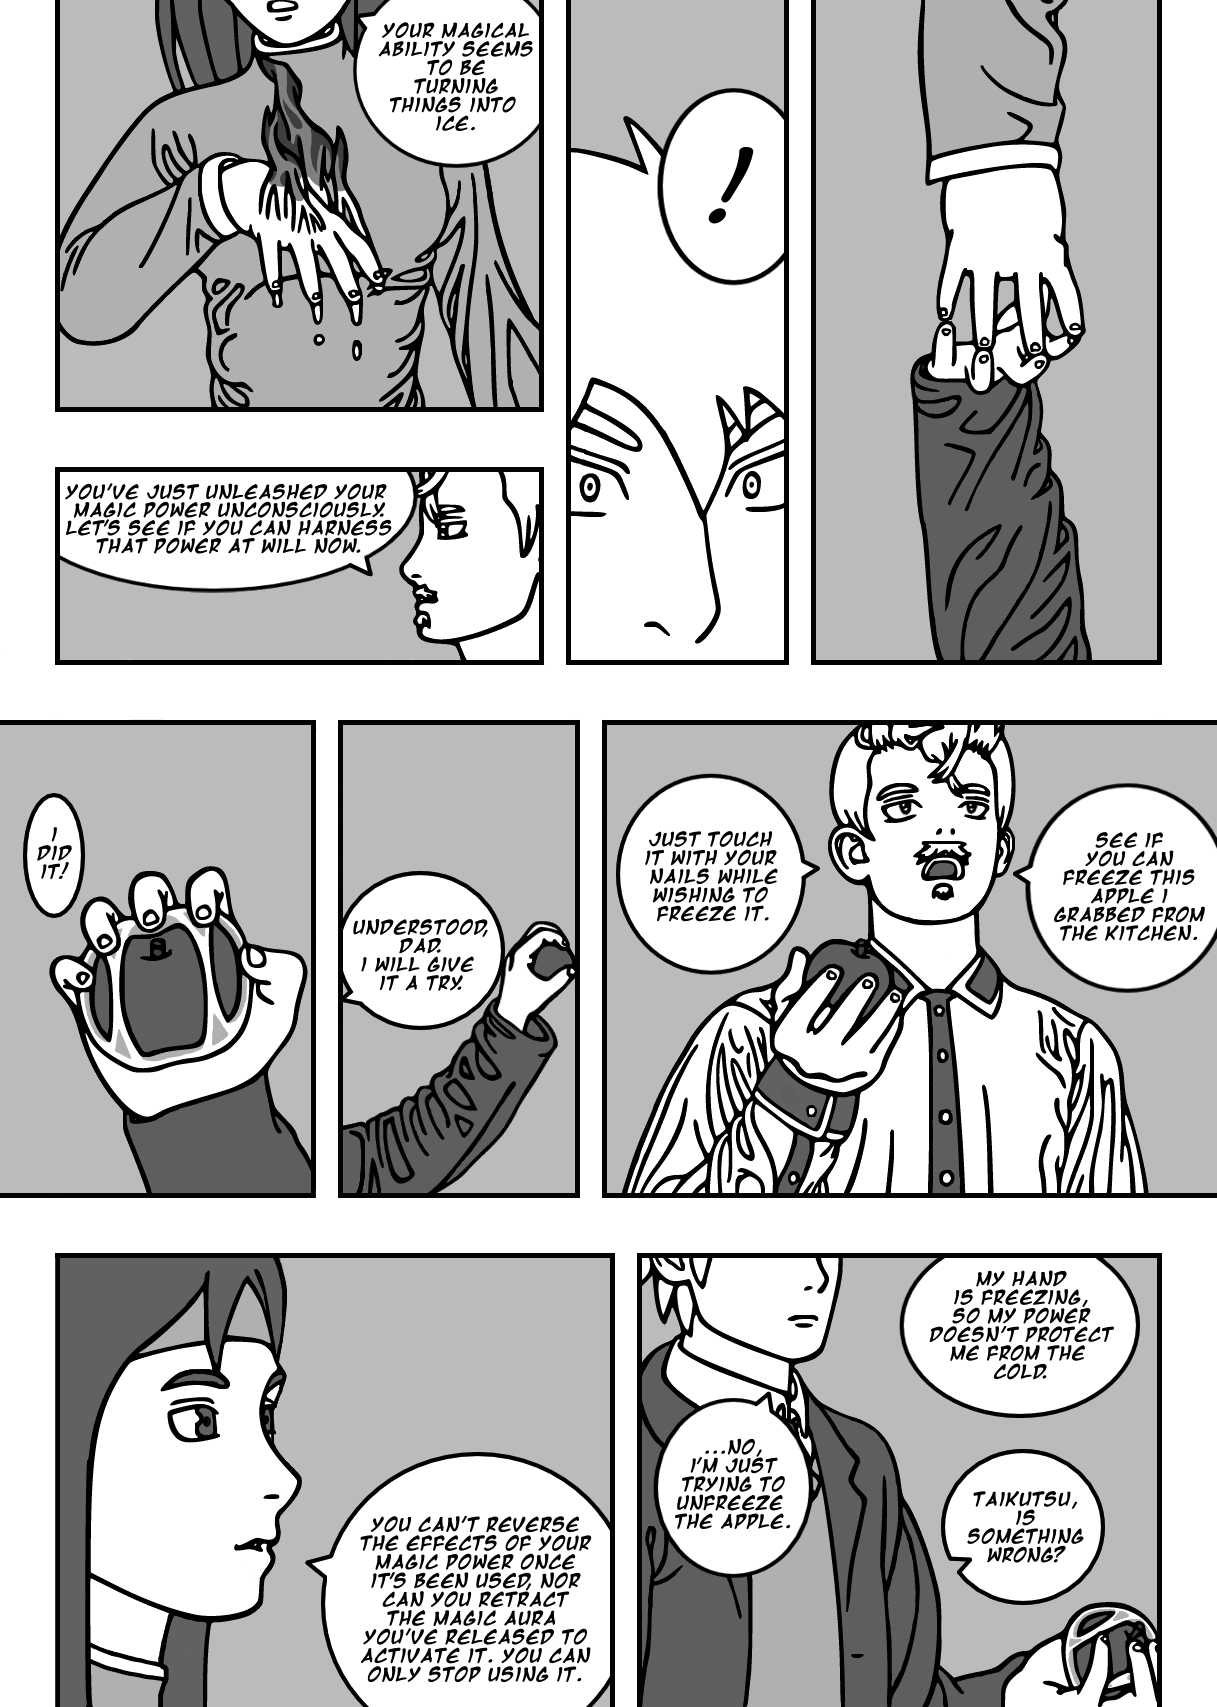 !
YOUR MAGICAL
ABILITY SEEMS
TO BE
TURNING
THINGS INTO
ICE.
YOU'VE JUST UNLEASHED YOUR
MAGIC POWER UNCONSCIOUSLY.
LET'S SEE IF YOU CAN HARNESS
THAT POWER AT WILL NOW.
SEE IF
YOU CAN
FREEZE THIS
APPLE I
GRABBED FROM
THE KITCHEN.
JUST TOUCH
IT WITH YOUR
NAILS WHILE
WISHING TO
FREEZE IT.
UNDERSTOOD,
DAD.
I WILL GIVE
IT A TRY.
I
DID
IT!
MY HAND
IS FREEZING,
SO MY POWER
DOESN'T PROTECT
ME FROM THE
COLD.
TAIKUTSU,
IS
SOMETHING
WRONG?
...NO,
I'M JUST
TRYING TO
UNFREEZE
THE APPLE.
YOU CAN'T REVERSE
THE EFFECTS OF YOUR
MAGIC POWER ONCE
IT'S BEEN USED, NOR
CAN YOU RETRACT
THE MAGIC AURA
YOU'VE RELEASED TO
ACTIVATE IT. YOU CAN
ONLY STOP USING IT.